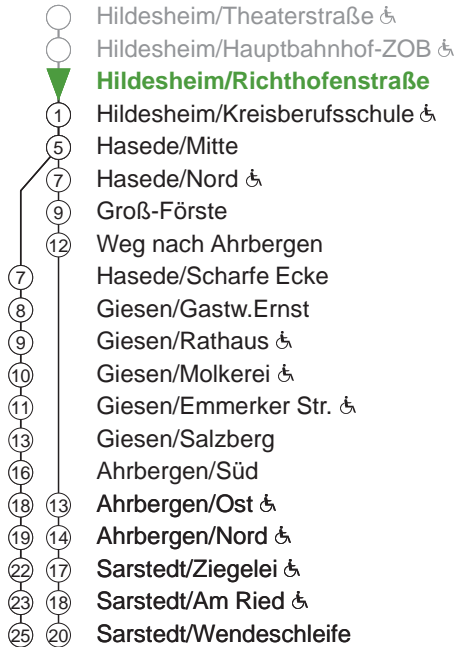 Hildesheim/Theaterstraße
Hildesheim/Hauptbahnhof-ZOB
Hildesheim/Richthofenstraße
1 Hildesheim/Kreisberufsschule
5 Hasede/Mitte
7 Hasede/Nord
9 Groß-Förste
12 Weg nach Ahrbergen
7 Hasede/Scharfe Ecke
8 Giesen/Gastw.Ernst
9 Giesen/Rathaus
10 Giesen/Molkerei
11 Giesen/Emmerker Str.
13 Giesen/Salzberg
16 Ahrbergen/Süd
18 13 Ahrbergen/Ost
19 14 Ahrbergen/Nord
22 17 Sarstedt/Ziegelei
23 18 Sarstedt/Am Ried
25 20 Sarstedt/Wendeschleife